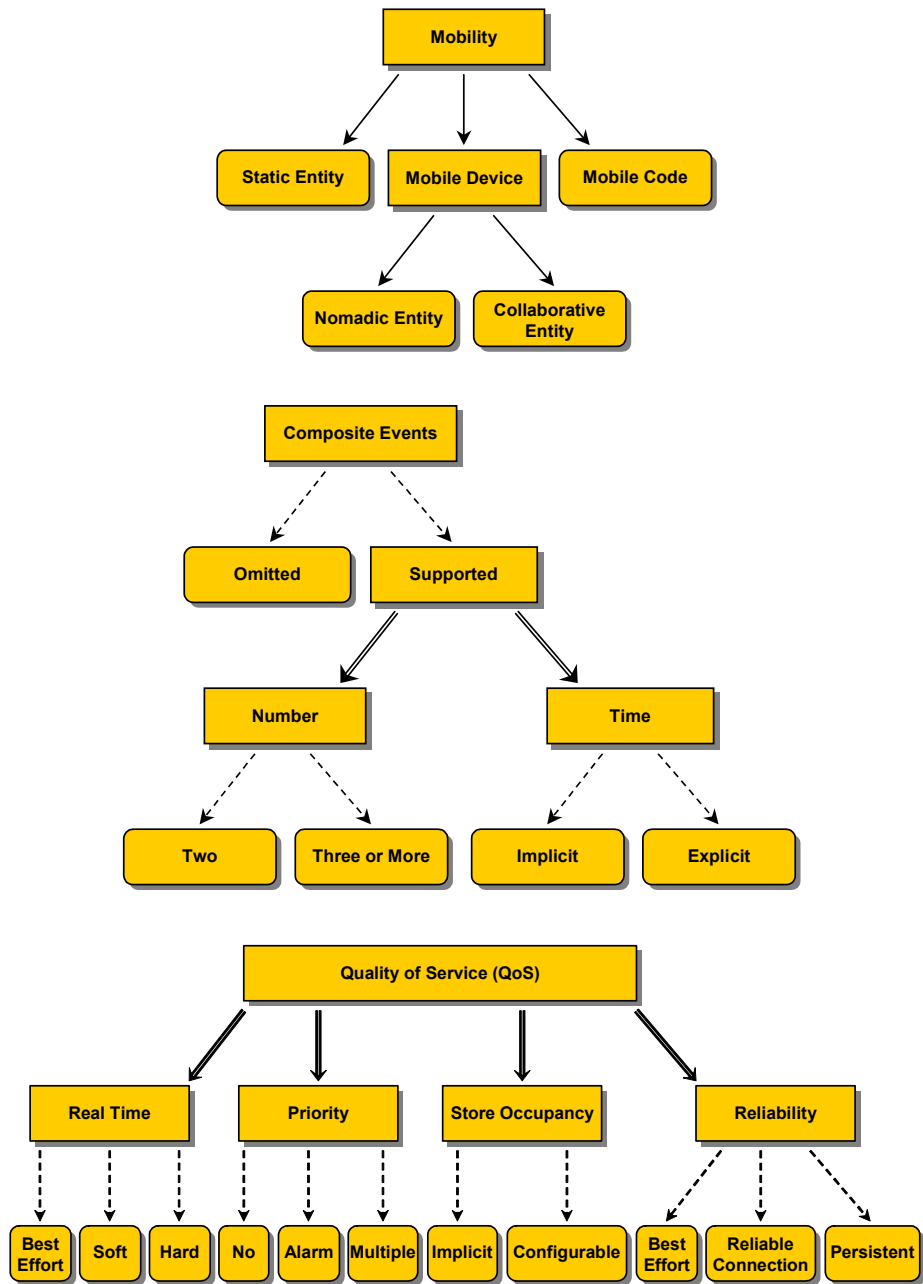 Mobility
Static Entity
Mobile Device
Mobile Code
Nomadic Entity
Collaborative
Entity
Composite Events
Omitted
Supported
Number
Time
Two
Three or More
Implicit
Explicit
Quality of Service (QoS)
Real Time
Priority
Store Occupancy
Reliability
Best
Effort
Soft
Hard
No
Alarm
Multiple
Implicit
Configurable
Best
Effort
Reliable
Connection
Persistent